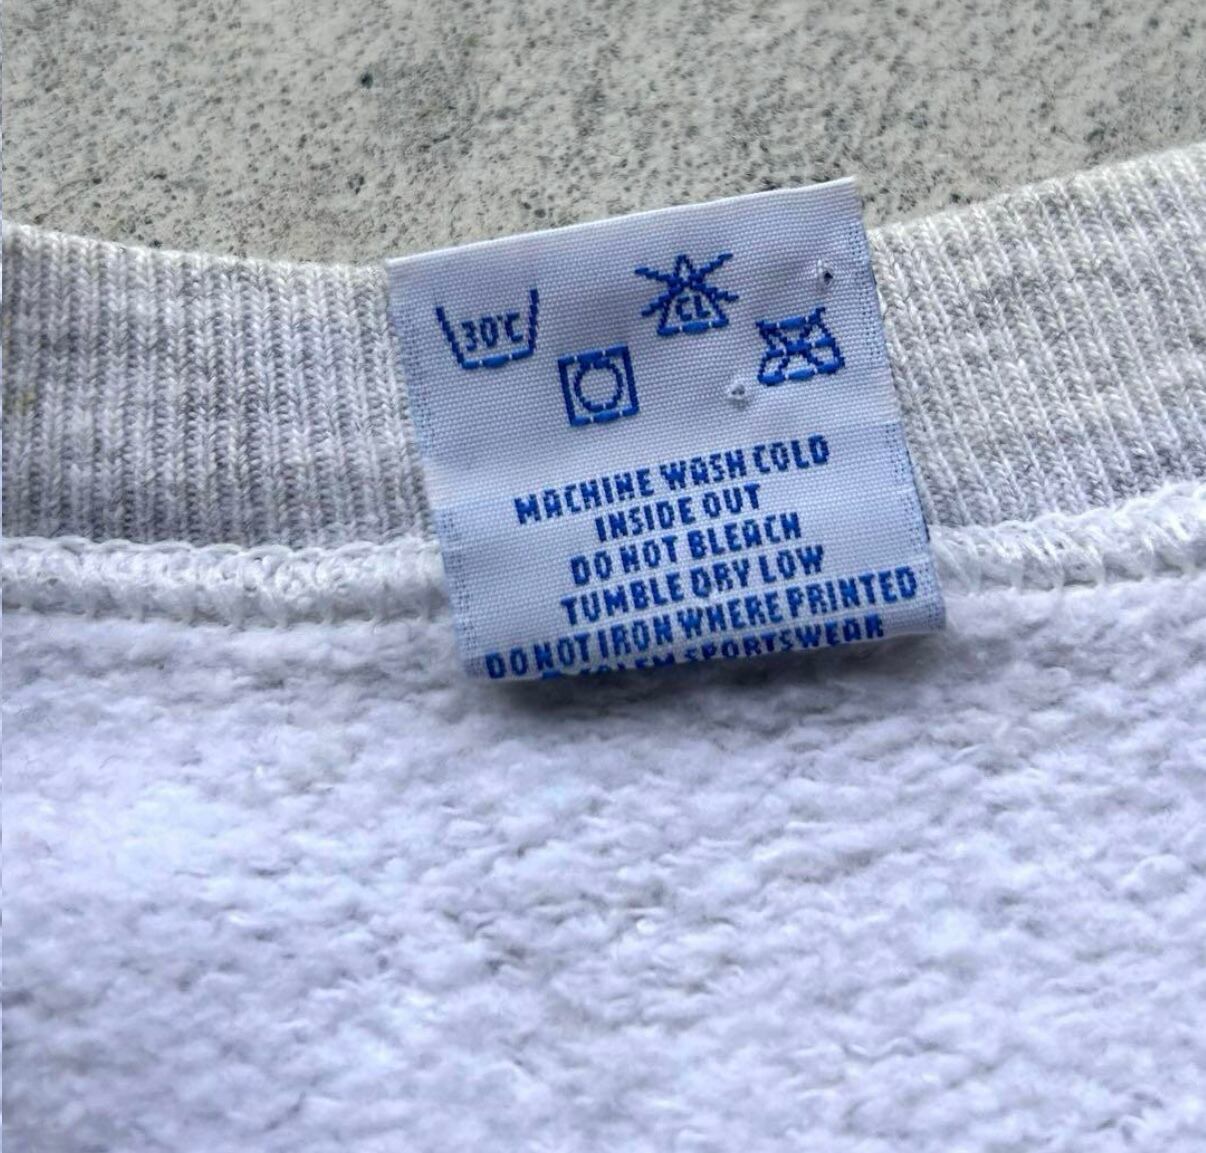 30°C
CL
MACHINE WASH COLD
INSIDE OUT
DO NOT BLEACH
TUMBLE DRY LOW
DO NOT IRON WHERE PRINTED
SPORTSWEAR